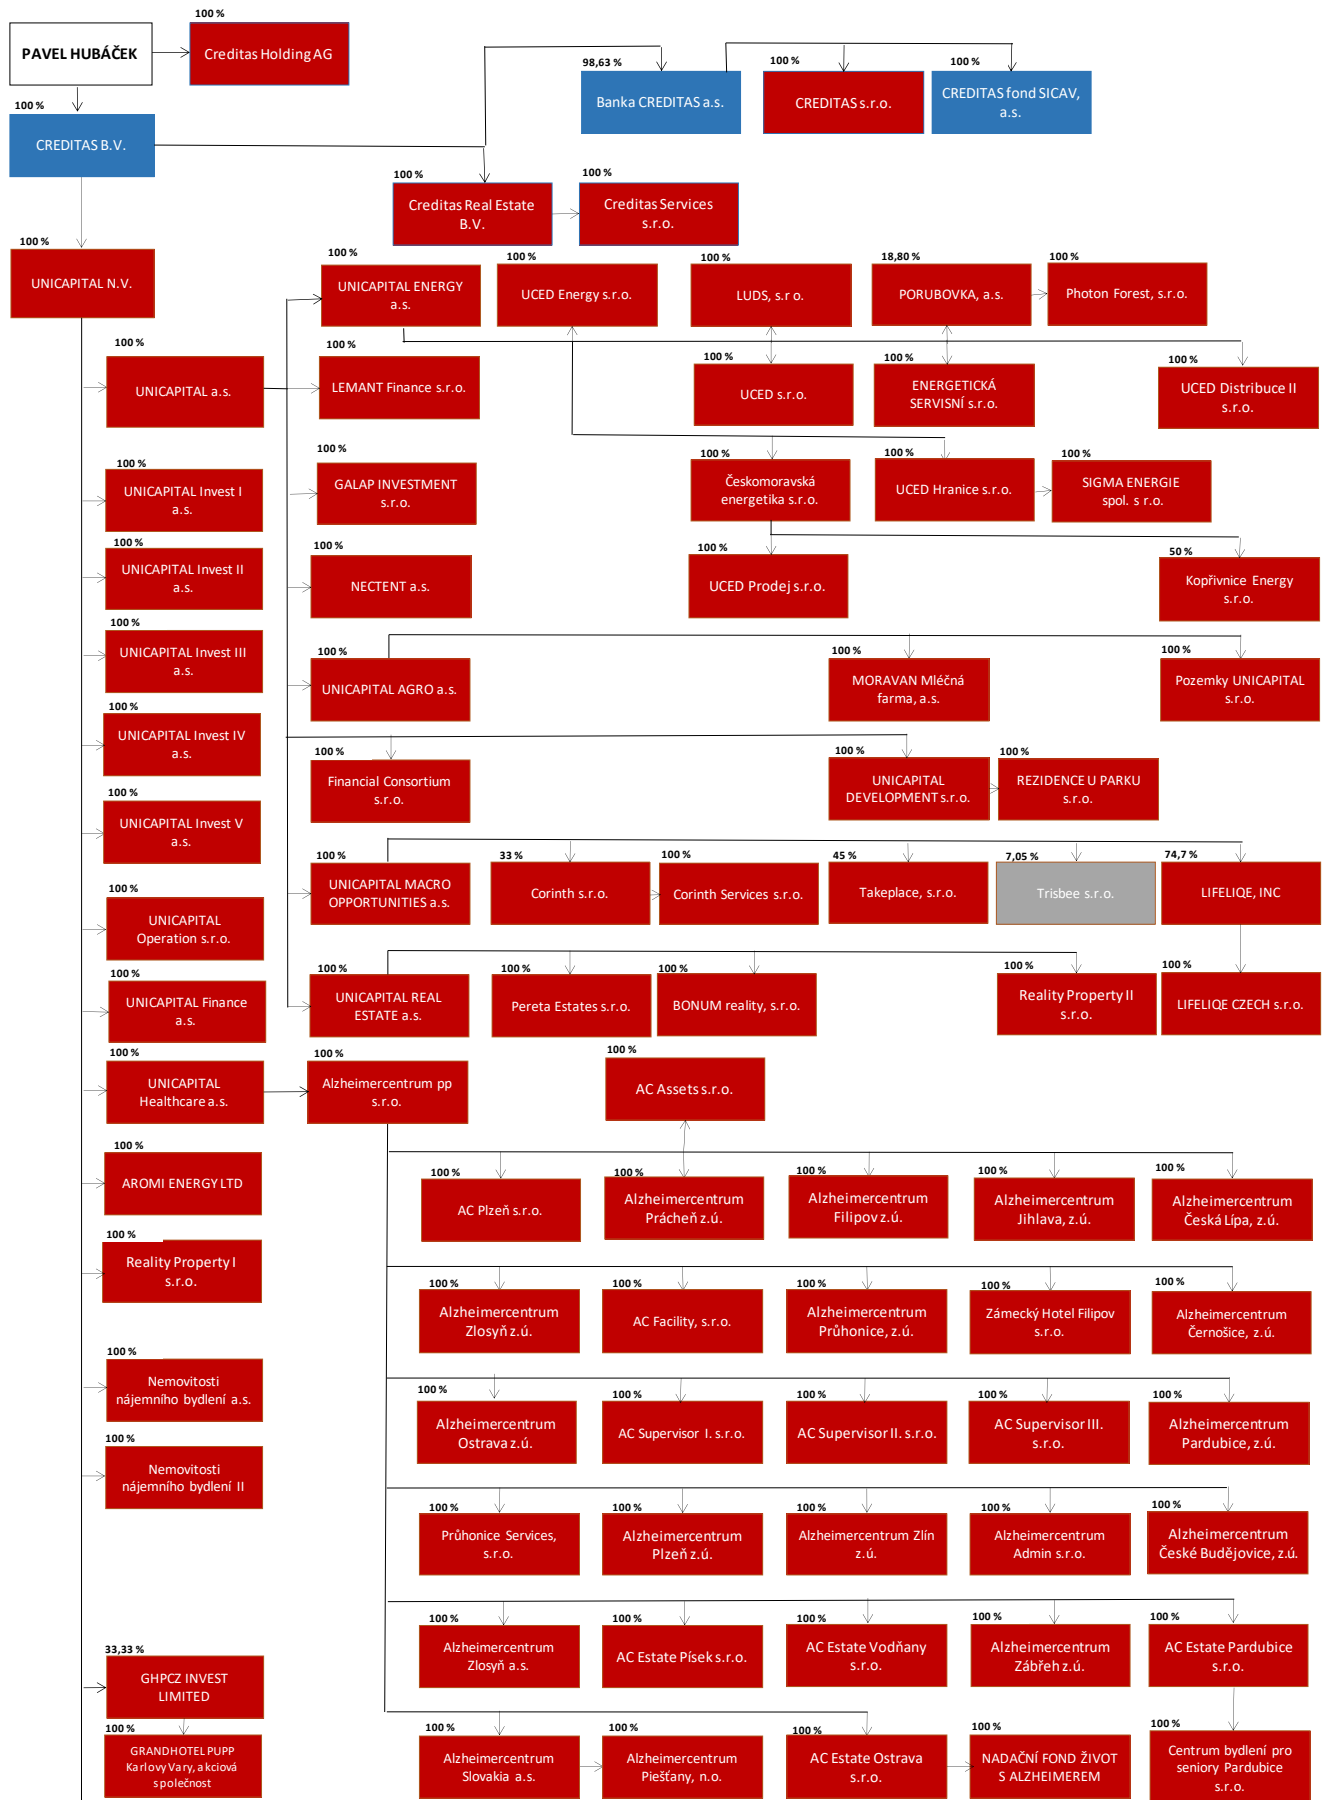 100 %
PAVEL HUBÁČEK
Creditas Holding AG
98,63 %
Banka CREDITAS a.s.
100 %
CREDITAS s.r.o.
100 %
CREDITAS fond SICAV,
a.s.
100 %
CREDITAS B.V.
100 %
Creditas Real Estate
B.V.
100 %
Creditas Services
s.r.o.
100 %
UNICAPITAL N.V.
100 %
UNICAPITAL ENERGY
a.s.
100 %
UCED Energy s.r.o.
100 %
LUDS, s.r o.
18,80 %
PORUBOVKA, a.s.
100 %
Photon Forest, s.r.o.
100 %
UNICAPITAL a.s.
100 %
LEMANT Finance s.r.o.
100 %
UCED s.r.o.
100 %
ENERGETICKÁ
SERVISNÍ s.r.o.
100 %
UCED Distribuce II
s.r.o.
100 %
UNICAPITAL Invest I
a.s.
100 %
GALAP INVESTMENT
s.r.o.
100 %
Českomoravská
energetika s.r.o.
100 %
UCED Hranice s.r.o.
100 %
SIGMA ENERGIE
spol. s r.o.
100 %
UNICAPITAL Invest II
a.s.
100 %
NECTENT a.s.
100 %
UCED Prodej s.r.o.
50 %
Kopřivnice Energy
s.r.o.
100 %
UNICAPITAL Invest III
a.s.
100 %
UNICAPITAL AGRO a.s.
100 %
MORAVAN Mléčná
farma, a.s.
100 %
Pozemky UNICAPITAL
s.r.o.
100 %
UNICAPITAL Invest IV
a.s.
100 %
Financial Consortium
s.r.o.
100 %
UNICAPITAL
DEVELOPMENT s.r.o.
100 %
REZIDENCE U PARKU
s.r.o.
100 %
UNICAPITAL Invest V
a.s.
100 %
UNICAPITAL MACRO
OPPORTUNITIES a.s.
33 %
Corinth s.r.o.
100 %
Corinth Services s.r.o.
45 %
Takeplace, s.r.o.
7,05 %
Trisbee s.r.o.
74,7 %
LIFELIQE, INC
100 %
UNICAPITAL
Operation s.r.o.
100 %
UNICAPITAL Finance
a.s.
100 %
UNICAPITAL REAL
ESTATE a.s.
100 %
Pereta Estates s.r.o.
100 %
BONUM reality, s.r.o.
100 %
Reality Property II
s.r.o.
100 %
LIFELIQE CZECH s.r.o.
100 %
UNICAPITAL
Healthcare a.s.
100 %
Alzheimercentrum pp
s.r.o.
100 %
AC Assets s.r.o.
100 %
AROMI ENERGY LTD
100 %
AC Plzeň s.r.o.
100 %
Alzheimercentrum
Prácheň z.ú.
100 %
Alzheimercentrum
Filipov z.ú.
100 %
Alzheimercentrum
Jihlava, z.ú.
100 %
Alzheimercentrum
Česká Lípa, z.ú.
100 %
Reality Property I
s.r.o.
100 %
Alzheimercentrum
Zlosyň z.ú.
100 %
AC Facility, s.r.o.
100 %
Alzheimercentrum
Průhonice, z.ú.
100 %
Zámecký Hotel Filipov
s.r.o.
100 %
Alzheimercentrum
Černošice, z.ú.
100 %
Nemovitosti
nájemního bydlení a.s.
100 %
Alzheimercentrum
Ostrava z.ú.
100 %
AC Supervisor I. s.r.o.
100 %
AC Supervisor II. s.r.o.
100 %
AC Supervisor III.
s.r.o.
100 %
Alzheimercentrum
Pardubice, z.ú.
100 %
Nemovitosti
nájemního bydlení II
100 %
Průhonice Services,
s.r.o.
100 %
Alzheimercentrum
Plzeň z.ú.
100 %
Alzheimercentrum Zlín
z.ú.
100 %
Alzheimercentrum
Admin s.r.o.
100 %
Alzheimercentrum
České Budějovice, z.ú.
100 %
Alzheimercentrum
Zlosyň a.s.
100 %
AC Estate Písek s.r.o.
100 %
AC Estate Vodňany
s.r.o.
100 %
Alzheimercentrum
Zábřeh z.ú.
100 %
AC Estate Pardubice
s.r.o.
33,33 %
GHPCZ INVEST
LIMITED
100 %
GRANDHOTEL PUPP
Karlovy Vary, akciová
společnost
100 %
Alzheimercentrum
Slovakia a.s.
100 %
Alzheimercentrum
Piešťany, n.o.
100 %
AC Estate Ostrava
s.r.o.
100 %
NADAČNÍ FOND ŽIVOT
S ALZHEIMEREM
100 %
Centrum bydlení pro
seniory Pardubice
s.r.o.